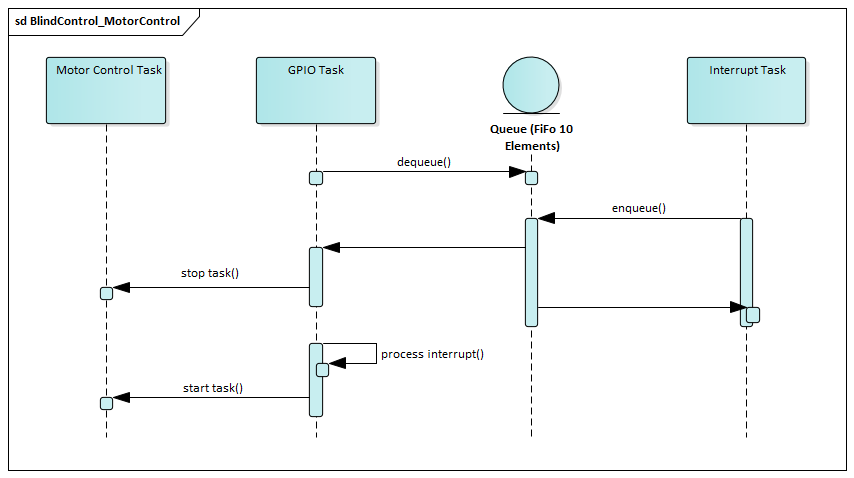 sd BlindControl_MotorControl
Motor Control Task
GPIO Task
Interrupt Task
Queue (FiFo 10
Elements)
dequeue()
enqueue()
stop task()
process interrupt()
start task()